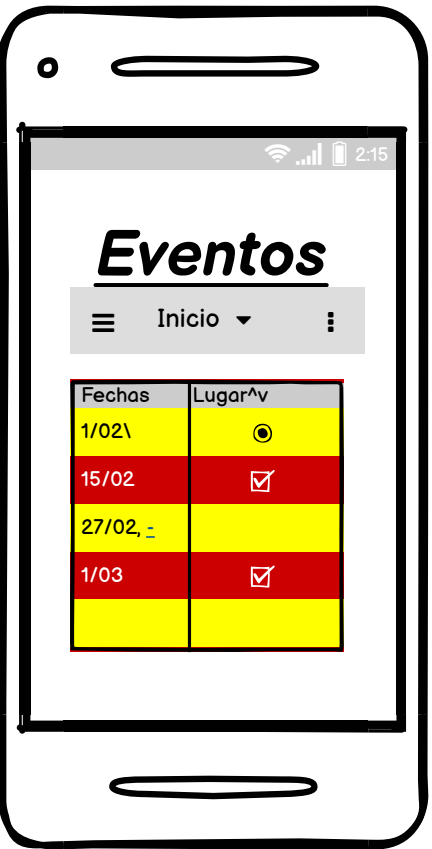 2:15
Eventos
Inicio
Fechas Lugar^v
1/02\
15/02
27/02, -
1/03